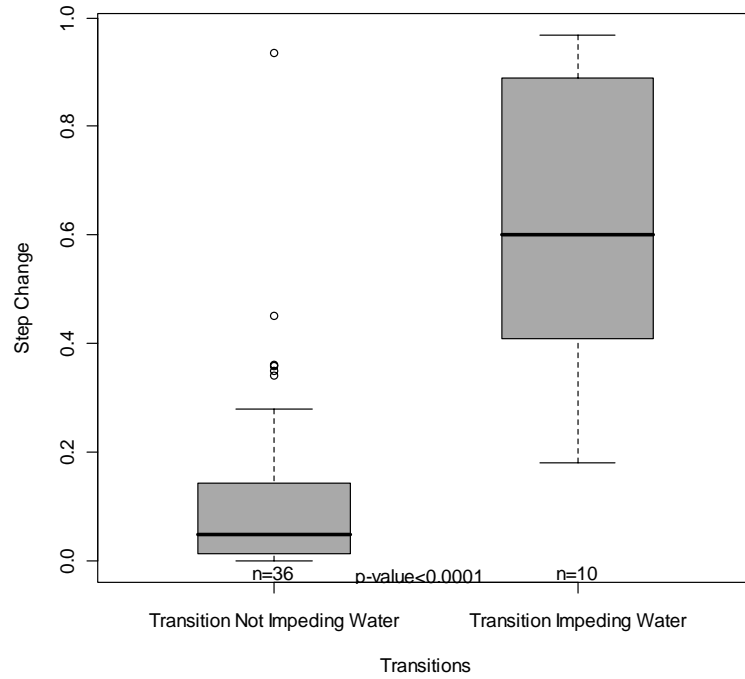 Step Change
1.0
0.8
0.6
0.4
0.2
0.0
n=36 p-value<0.0001 n=10
Transition Not Impeding Water Transition Impeding Water
Transitions